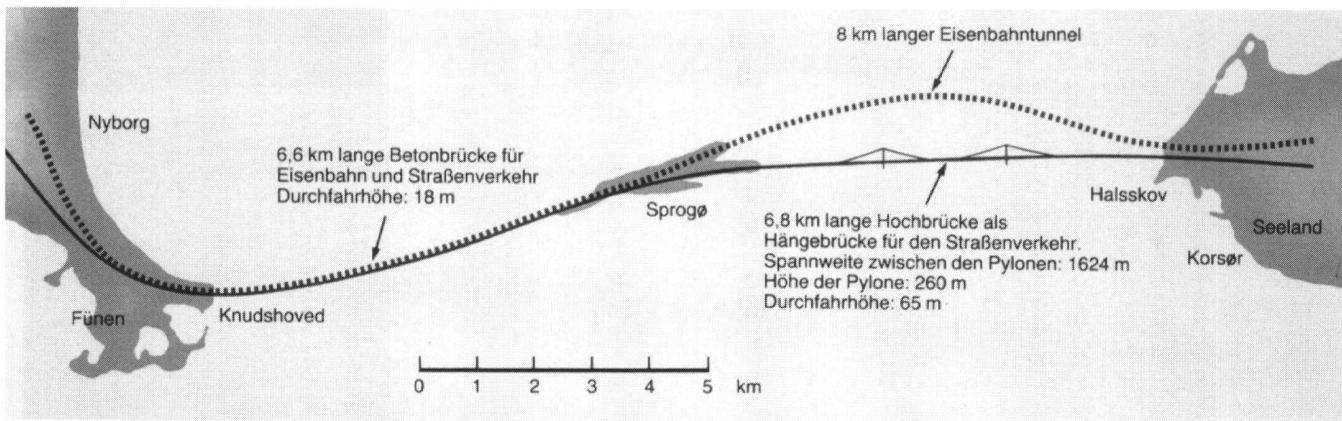 8 km langer Eisenbahntunnel
Nyborg
6,6 km lange Betonbrücke für
Eisenbahn und Straßenverkehr
Durchfahrhöhe: 18 m
Sprogø
Halsskov
6,8 km lange Hochbrücke als
Hängebrücke für den Straßenverkehr.
Spannweite zwischen den Pylonen: 1624 m
Höhe der Pylone: 260 m
Durchfahrhöhe: 65 m
Seeland
Korsør
Fünen
Knudshoved
0 1 2 3 4 5 km